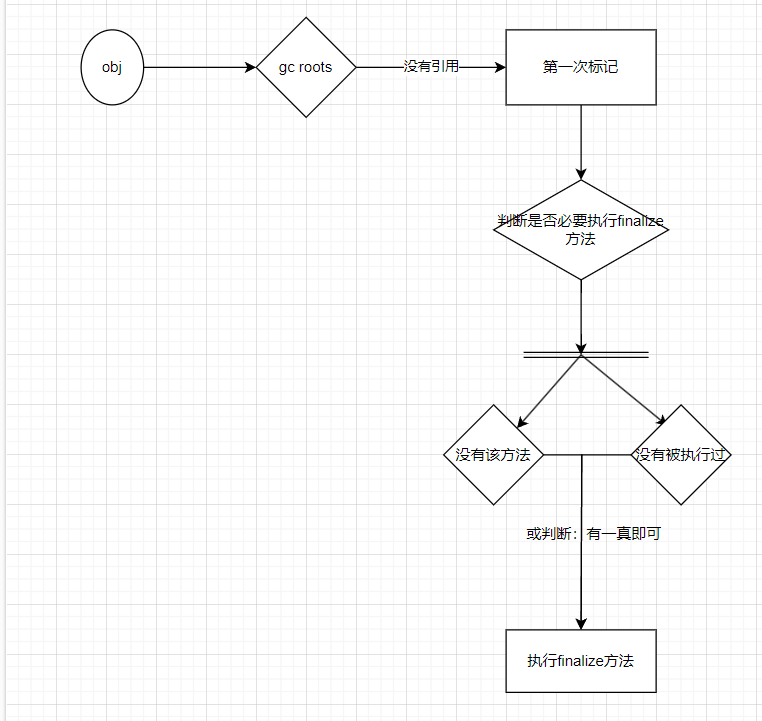 obj
gc roots
没有引用
第一次标记
判断是否必要执行finalize
方法
没有该方法
没有被执行过
或判断：有一真即可
执行finalize方法